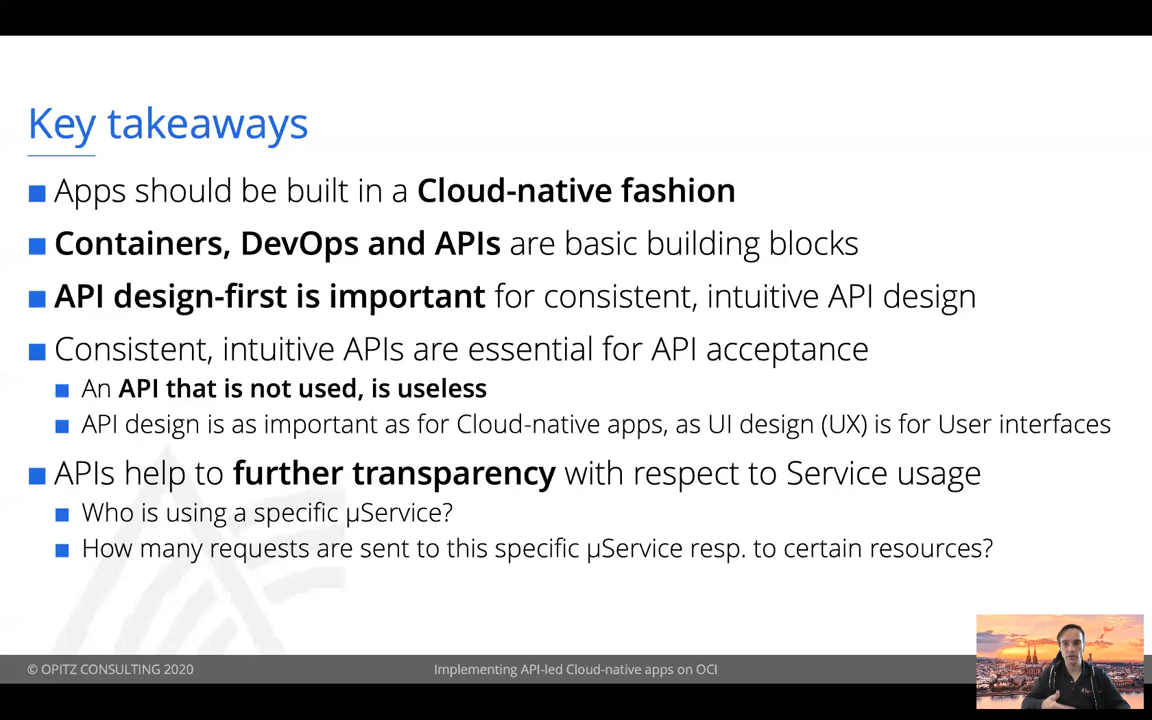 Key takeaways
Apps should be built in a Cloud-native fashion
Containers, DevOps and APIs are basic building blocks
API design-first is important for consistent, intuitive API design
Consistent, intuitive APIs are essential for API acceptance
An API that is not used, is useless
API design is as important as for Cloud-native apps, as UI design (UX) is for User interfaces
APIs help to further transparency with respect to Service usage
Who is using a specific µService?
How many requests are sent to this specific µService resp. to certain resources?
© OPITZ CONSULTING 2020
Implementing API-led Cloud-native apps on OCI